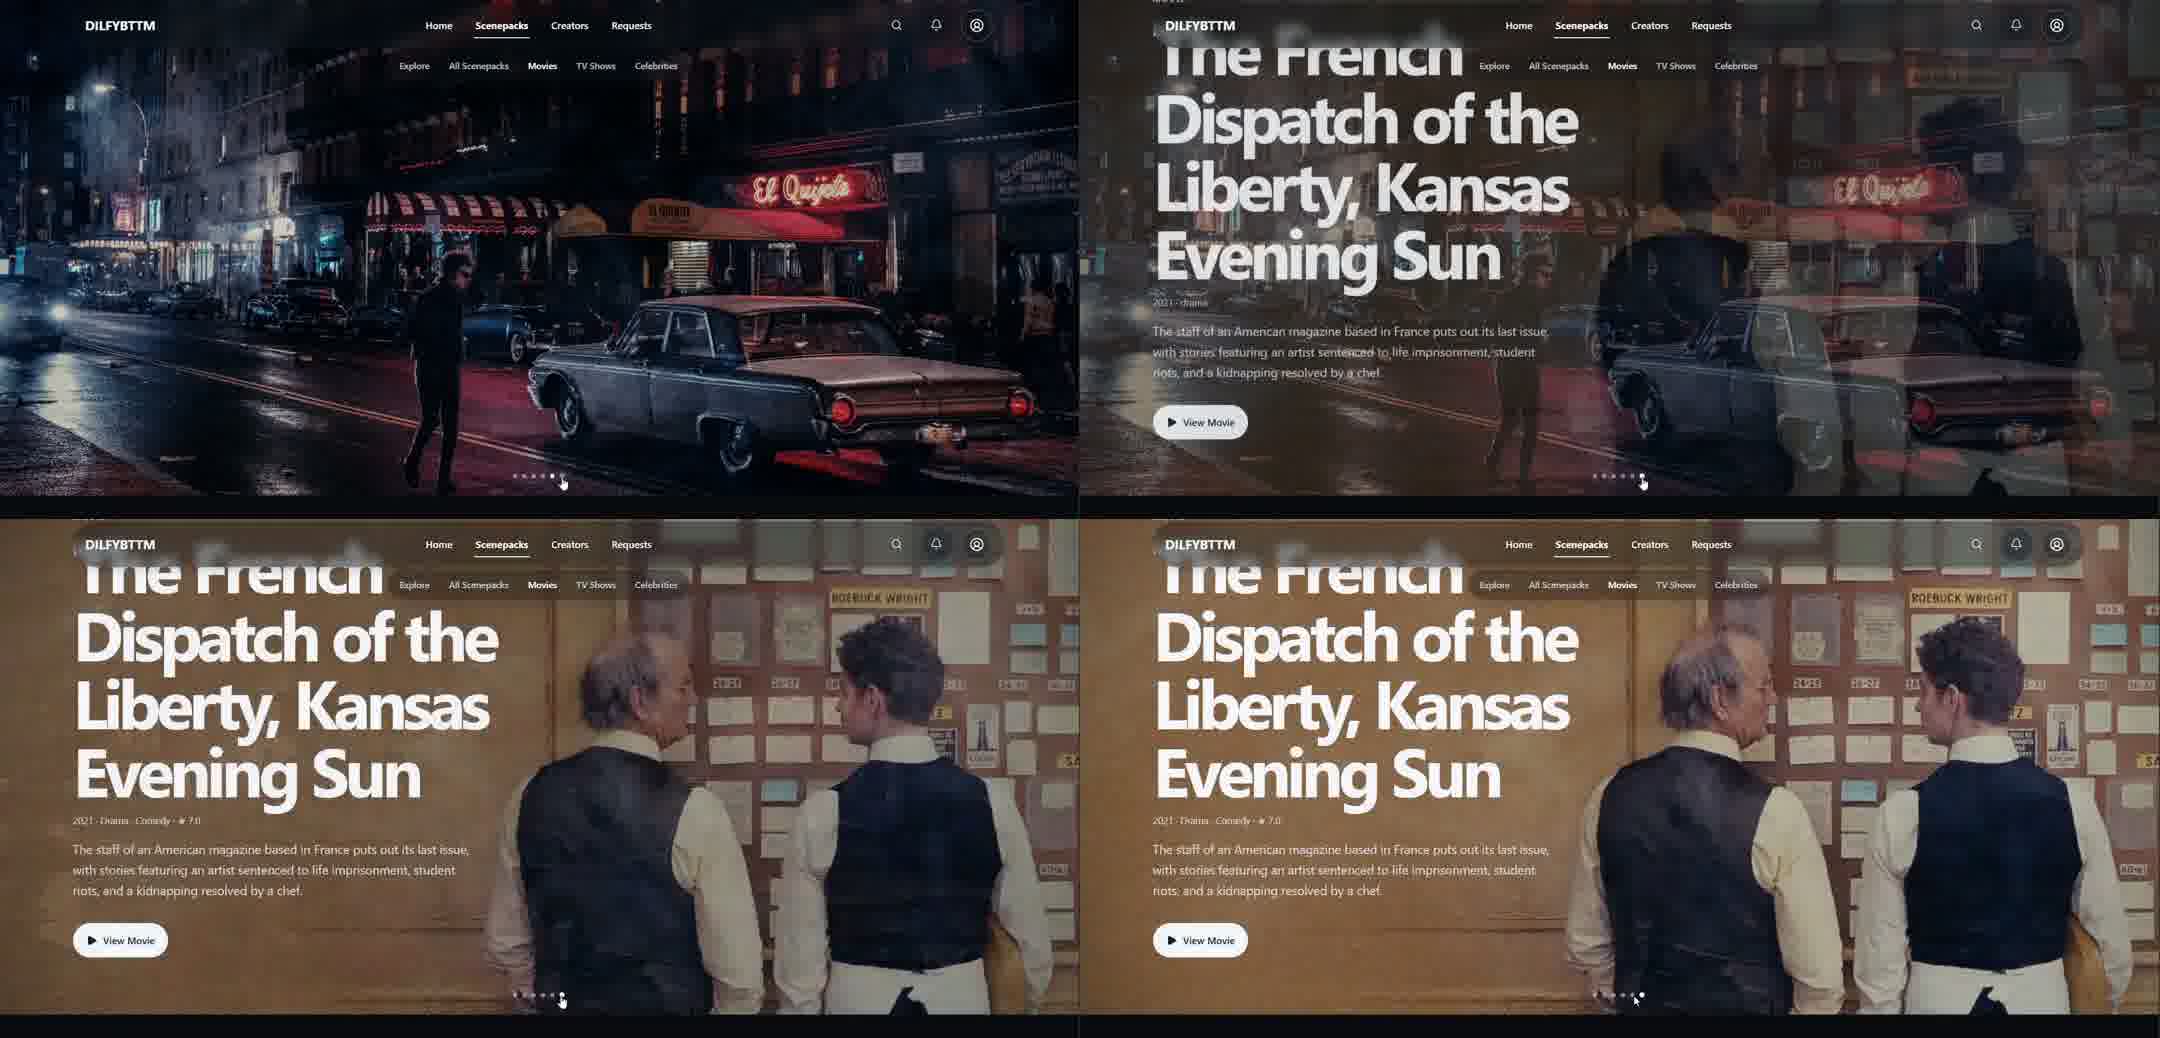 DILFYBTTM
Home Scenepacks Creators Requests
Explore All Scenepacks Movies TV Shows Celebrities
El Quijote
DILFYBTTM
Home Scenepacks Creators Requests
Explore All Scenepacks Movies TV Shows Celebrities
The French
Dispatch of the
Liberty, Kansas
Evening Sun
El Quijote
2021 · Drama
The staff of an American magazine based in France puts out its last issue,
with stories featuring an artist sentenced to life imprisonment, student
riots, and a kidnapping resolved by a chef.
View Movie
DILFYBTTM
Home Scenepacks Creators Requests
Explore All Scenepacks Movies TV Shows Celebrities
ROEBUCK WRIGHT
The French
Dispatch of the
Liberty, Kansas
Evening Sun
2021 · Drama · Comedy · ★ 7.0
The staff of an American magazine based in France puts out its last issue,
with stories featuring an artist sentenced to life imprisonment, student
riots, and a kidnapping resolved by a chef.
View Movie
DILFYBTTM
Home Scenepacks Creators Requests
Explore All Scenepacks Movies TV Shows Celebrities
ROEBUCK WRIGHT
The French
Dispatch of the
Liberty, Kansas
Evening Sun
2021 · Drama · Comedy · ★ 7.0
The staff of an American magazine based in France puts out its last issue,
with stories featuring an artist sentenced to life imprisonment, student
riots, and a kidnapping resolved by a chef.
View Movie